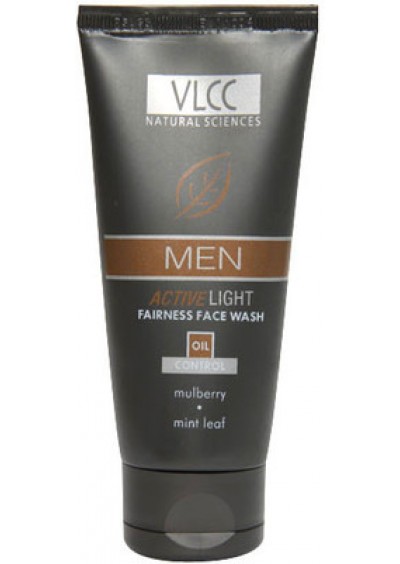 VLCC
NATURAL SCIENCES
MEN
ACTIVE LIGHT
FAIRNESS FACE WASH
OIL
CONTROL
mulberry
•
mint leaf